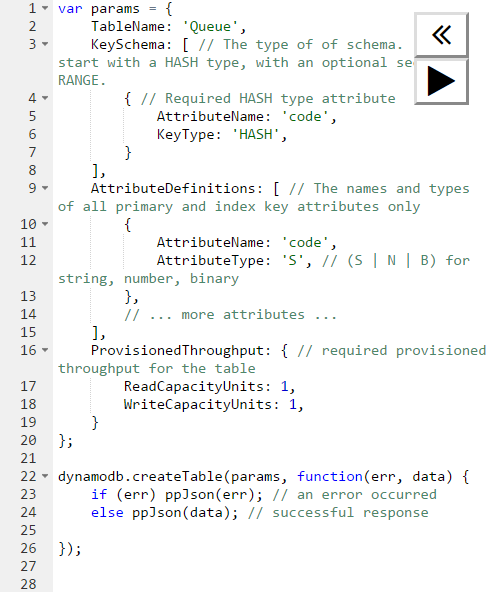 1 var params = {
2     TableName: 'Queue',
3     KeySchema: [ // The type of of schema.
start with a HASH type, with an optional
RANGE.
4         { // Required HASH type attribute
5             AttributeName: 'code',
6             KeyType: 'HASH',
7         }
8     ],
9     AttributeDefinitions: [ // The names and types
of all primary and index key attributes only
10         {
11             AttributeName: 'code',
12             AttributeType: 'S', // (S | N | B) for
string, number, binary
13         },
14         // ... more attributes ...
15     ],
16     ProvisionedThroughput: { // required provisioned
throughput for the table
17         ReadCapacityUnits: 1,
18         WriteCapacityUnits: 1,
19     }
20 };
21
22 dynamodb.createTable(params, function(err, data) {
23     if (err) ppJson(err); // an error occurred
24     else ppJson(data); // successful response
25
26 });
27
28